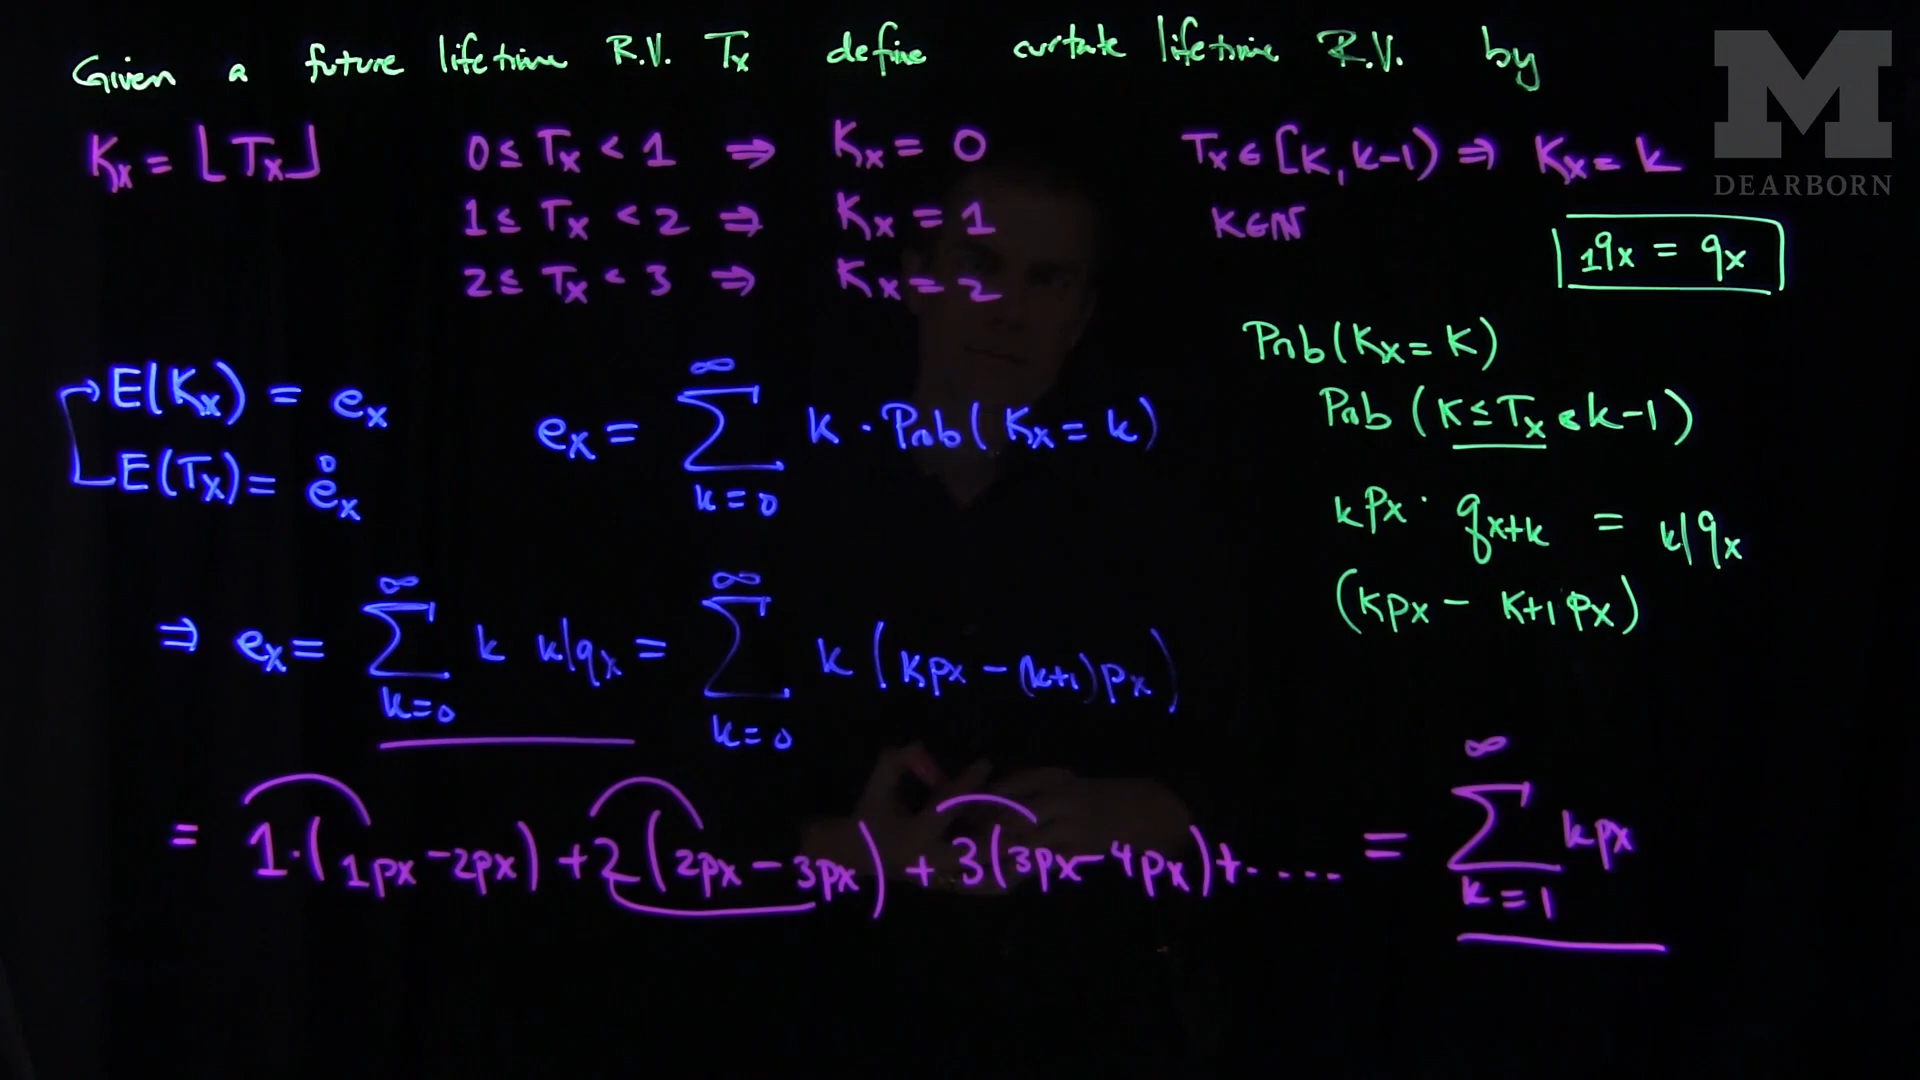 Given a future lifetime R.V. Tx define curtate lifetime R.V. by
Kx = ⌊Tx⌋
0 ≤ Tx < 1 ⇒ Kx = 0
1 ≤ Tx < 2 ⇒ Kx = 1
2 ≤ Tx < 3 ⇒ Kx = 2
Tx ∈ [K, k-1) ⇒ Kx = k
K∈ℕ
M
DEARBORN
1qx = qx
Prob(Kx = K)
Prob (K ≤ Tx < k-1)
kPx · qx+k = k|qx
(kpx - k+1px)
E(Kx) = ex
E(Tx) = e̊x
ex = ∑ k=0 ∞ k · Prob(Kx = k)
⇒ ex = ∑ k=0 ∞ k k|qx = ∑ k=0 ∞ k (kpx - (k+1)px)
= 1·(1px - 2px) + 2(2px - 3px) + 3(3px - 4px) + .... = ∑ k=1 ∞ kpx